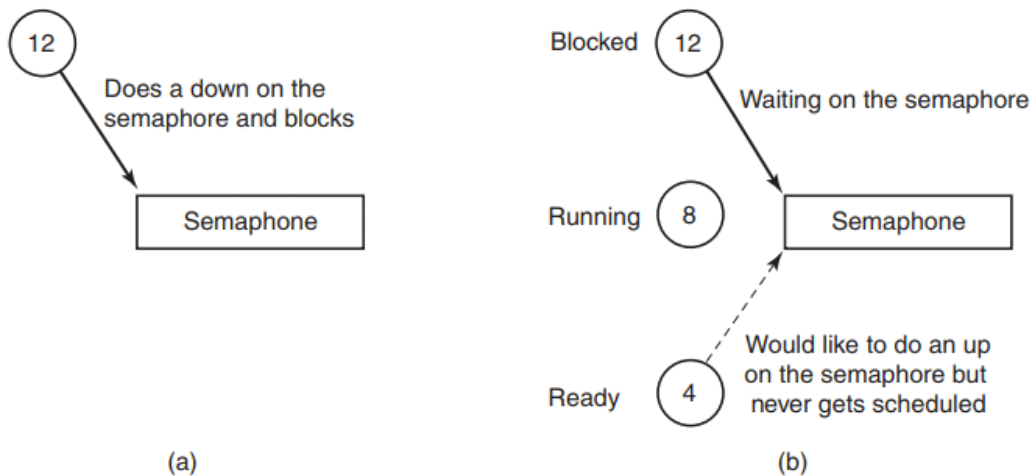 12
Does a down on the
semaphore and blocks
Semaphone
(a)
Blocked
12
Waiting on the semaphore
Running
8
Semaphone
Ready
4
Would like to do an up
on the semaphore but
never gets scheduled
(b)